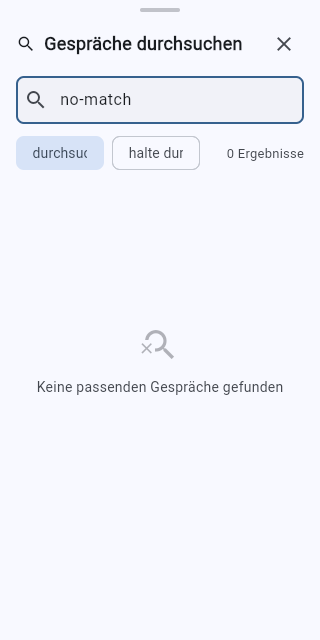 Gespräche durchsuchen
no-match
durchsuc
halte dur
0 Ergebnisse
Keine passenden Gespräche gefunden